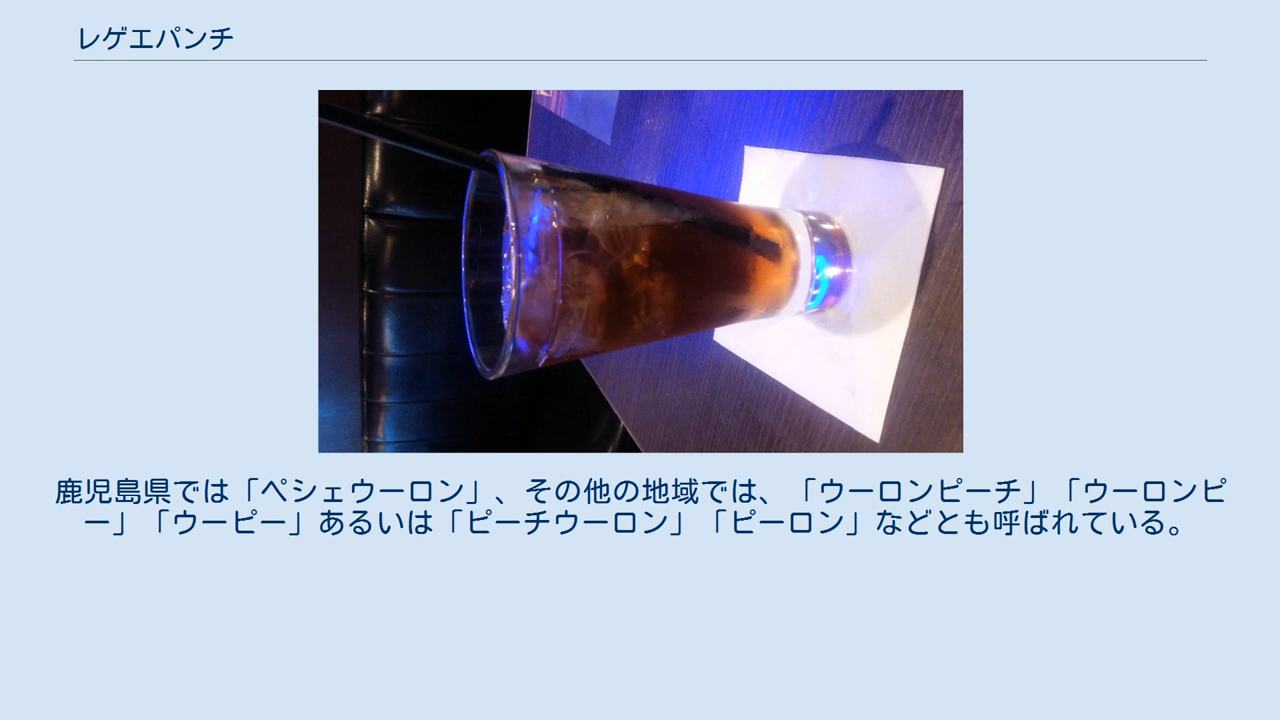 レゲエパンチ
鹿児島県では「ペシェウーロン」、その他の地域では、「ウーロンピーチ」「ウーロンピ
ー」「ウーピー」あるいは「ピーチウーロン」「ピーロン」などとも呼ばれている。